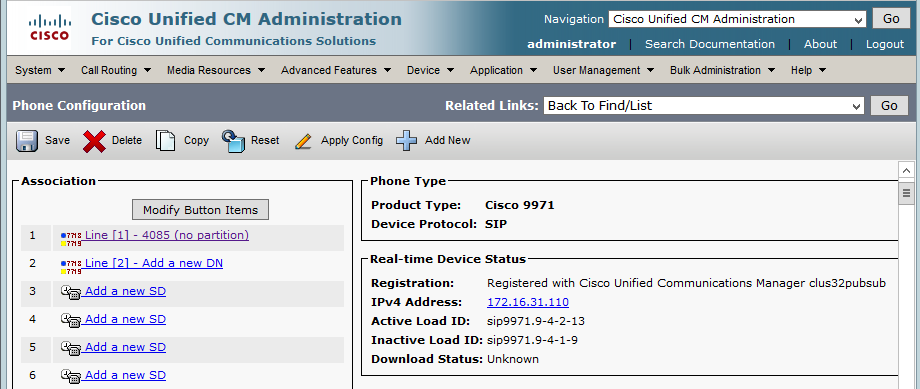 Cisco Unified CM Administration
CISCO
For Cisco Unified Communications Solutions
Navigation Cisco Unified CM Administration Go
administrator | Search Documentation | About | Logout
System Call Routing Media Resources Advanced Features Device Application User Management Bulk Administration Help
Phone Configuration
Related Links: Back To Find/List Go
Save Delete Copy Reset Apply Config Add New
Association
Modify Button Items
1 7713 7719 Line [1] - 4085 (no partition)
2 7713 7719 Line [2] - Add a new DN
3 Add a new SD
4 Add a new SD
5 Add a new SD
6 Add a new SD
Phone Type
Product Type: Cisco 9971
Device Protocol: SIP
Real-time Device Status
Registration: Registered with Cisco Unified Communications Manager clus32pubsub
IPv4 Address: 172.16.31.110
Active Load ID: sip9971.9-4-2-13
Inactive Load ID: sip9971.9-4-1-9
Download Status: Unknown